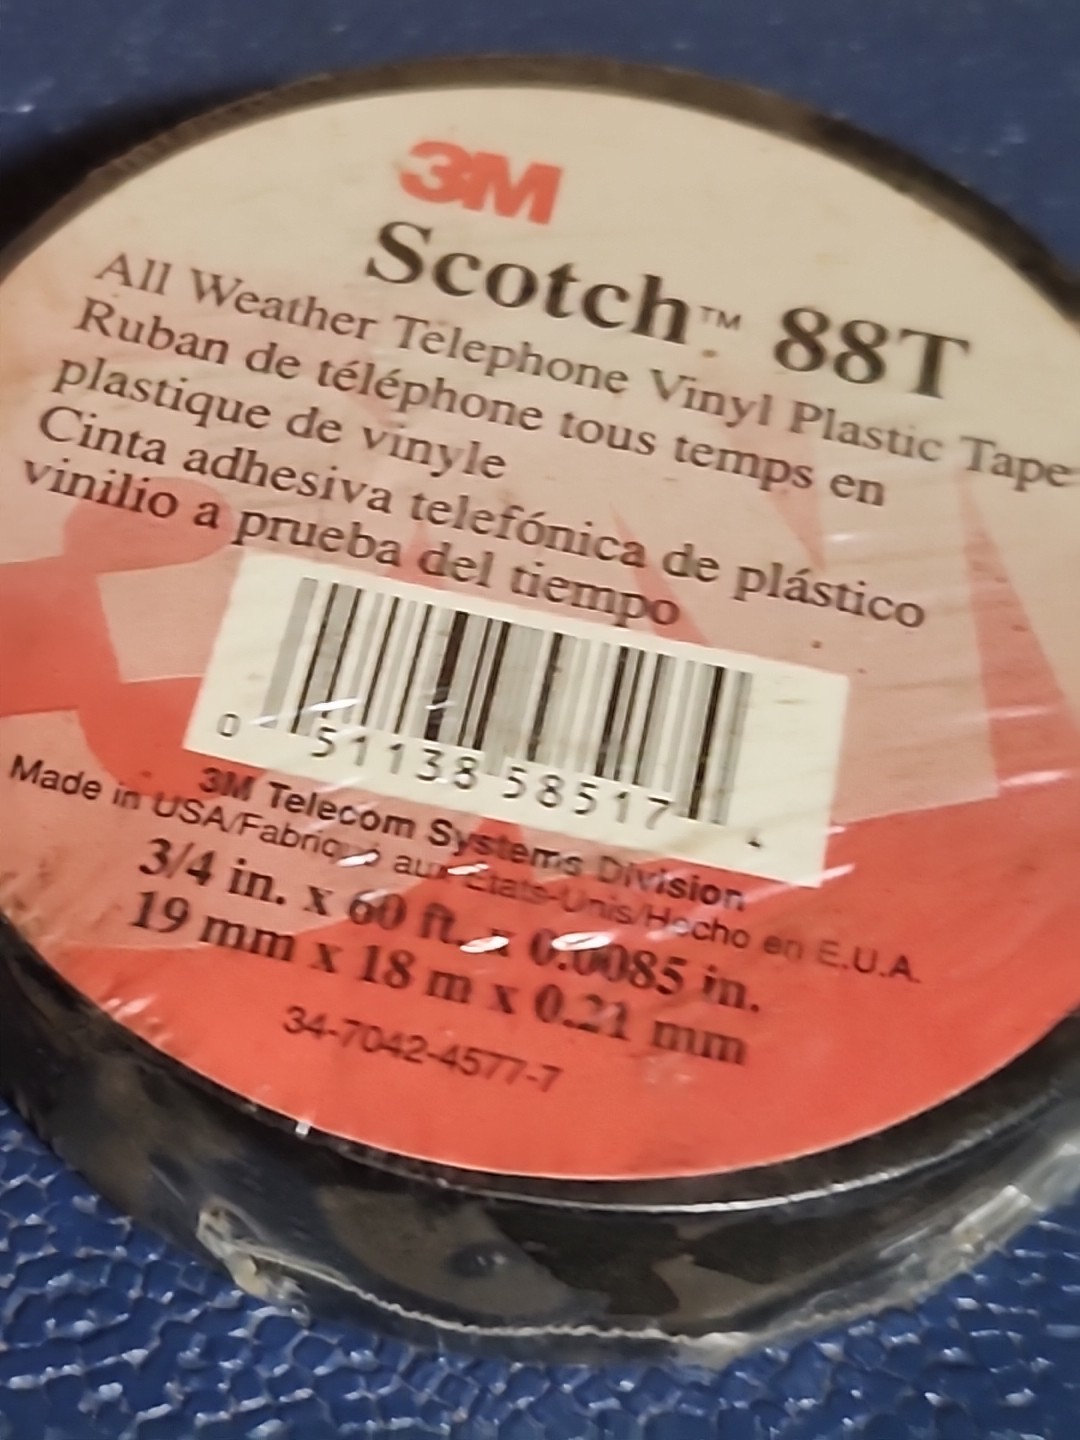 3M
Scotch™ 88T
All Weather Telephone Vinyl Plastic Tape
Ruban de téléphone tous temps en
plastique de vinyle
Cinta adhesiva telefónica de plástico
vinilio a prueba del tiempo
0 51138 58517
3M Telecom Systems Division
Made in USA/Fabriqué aux États-Unis/Hecho en E.U.A.
3/4 in. x 60 ft. x 0.0085 in.
19 mm x 18 m x 0.21 mm
34-7042-4577-7